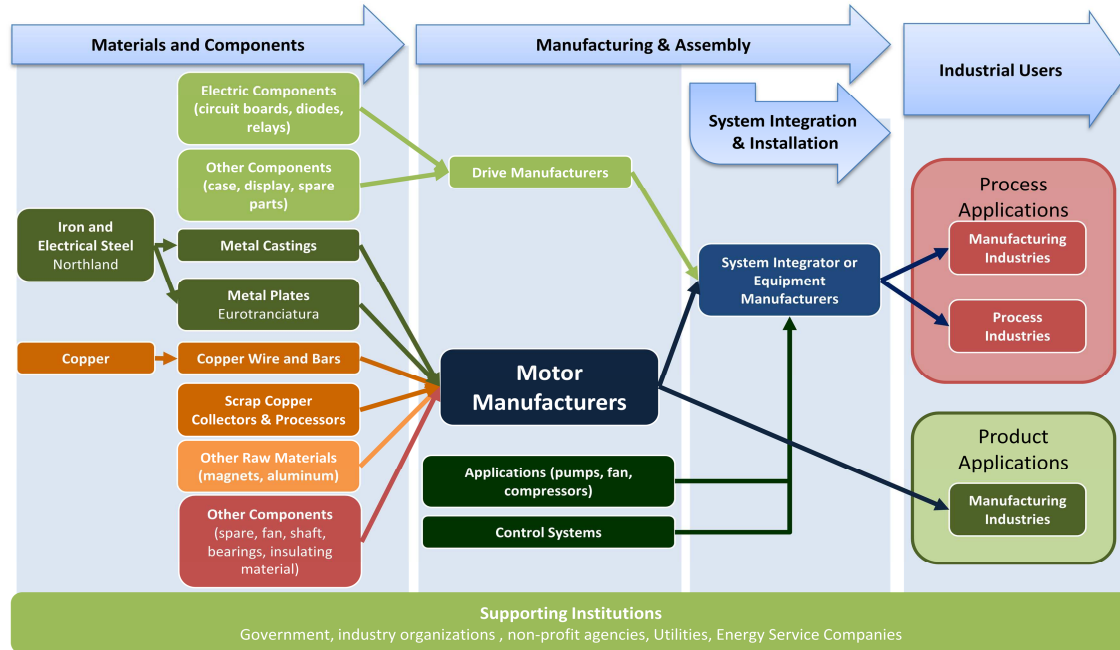 Materials and Components
Manufacturing & Assembly
Industrial Users
System Integration
& Installation
Electric Components
(circuit boards, diodes,
relays)
Other Components
(case, display, spare
parts)
Drive Manufacturers
Iron and
Electrical Steel
Northland
Metal Castings
Metal Plates
Eurotranciatura
Copper
Copper Wire and Bars
Scrap Copper
Collectors & Processors
Other Raw Materials
(magnets, aluminum)
Other Components
(spare, fan, shaft,
bearings, insulating
material)
Motor
Manufacturers
Applications (pumps, fan,
compressors)
Control Systems
System Integrator or
Equipment
Manufacturers
Process
Applications
Manufacturing
Industries
Process
Industries
Product
Applications
Manufacturing
Industries
Supporting Institutions
Government, industry organizations , non-profit agencies, Utilities, Energy Service Companies